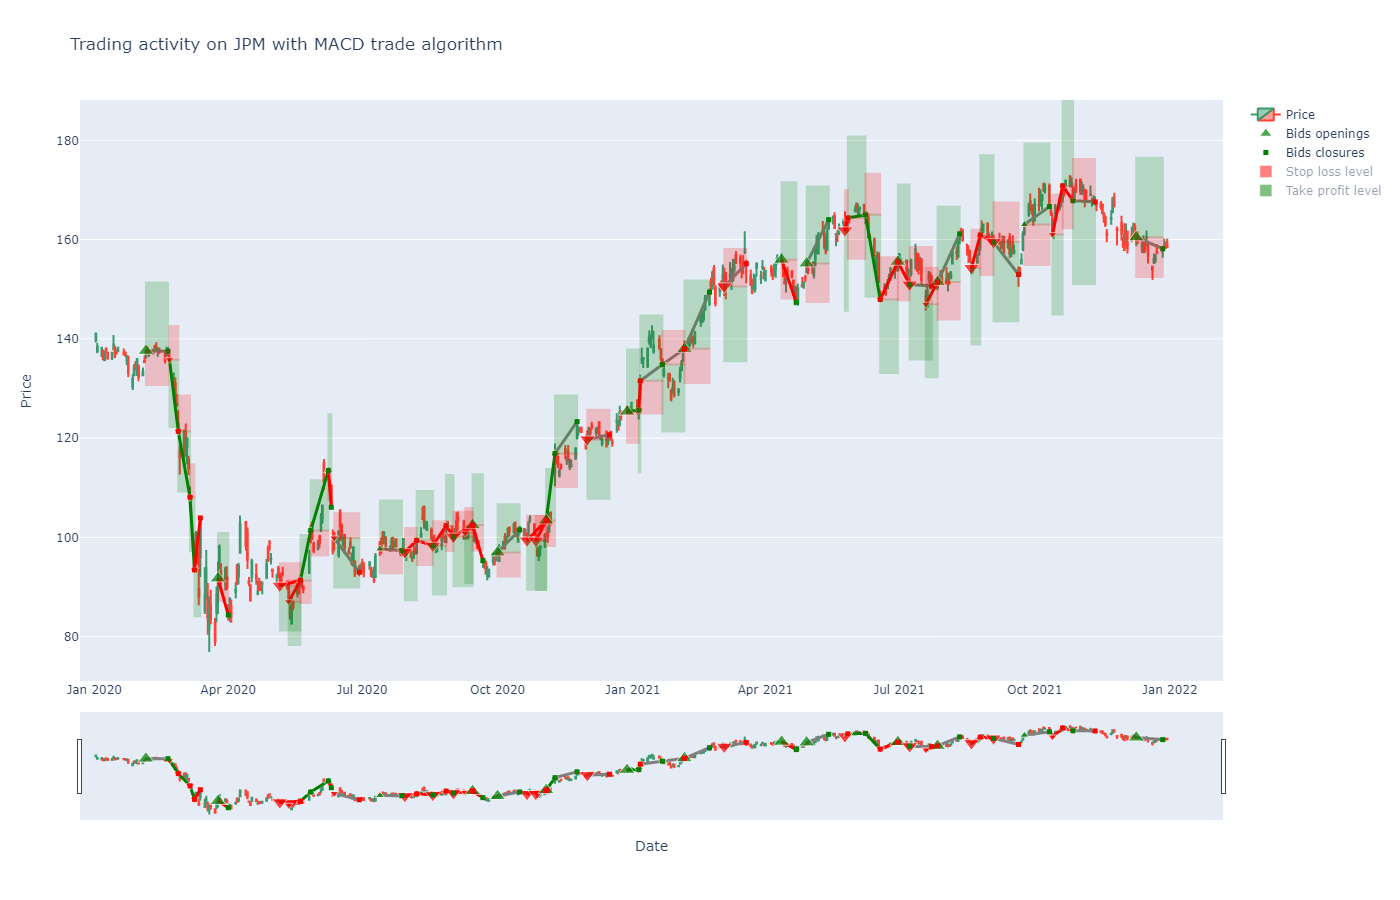 Trading activity on JPM with MACD trade algorithm
Price
Bids openings
Bids closures
Stop loss level
Take profit level
180
160
140
120
100
80
Price
Jan 2020
Apr 2020
Jul 2020
Oct 2020
Jan 2021
Apr 2021
Jul 2021
Oct 2021
Jan 2022
Date